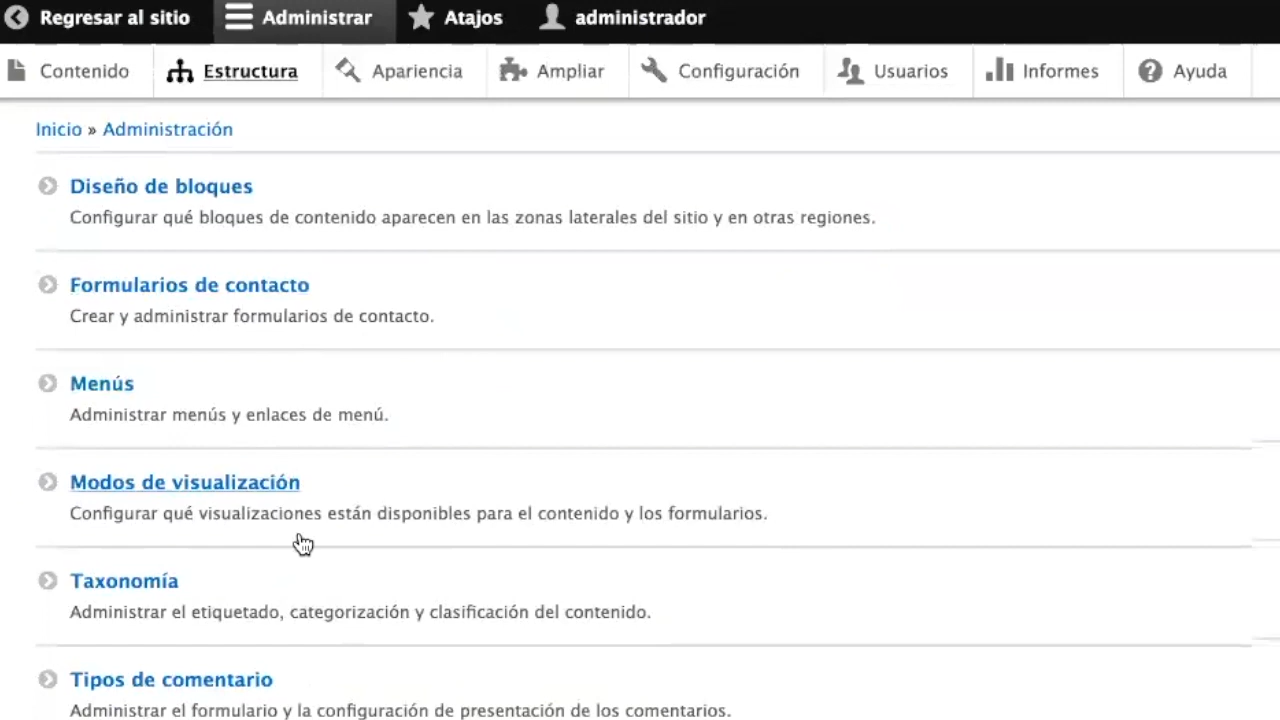 Regresar al sitio Administrar Atajos administrador
Contenido Estructura Apariencia Ampliar Configuración Usuarios Informes Ayuda
Inicio » Administración
Diseño de bloques
Configurar qué bloques de contenido aparecen en las zonas laterales del sitio y en otras regiones.
Formularios de contacto
Crear y administrar formularios de contacto.
Menús
Administrar menús y enlaces de menú.
Modos de visualización
Configurar qué visualizaciones están disponibles para el contenido y los formularios.
Taxonomía
Administrar el etiquetado, categorización y clasificación del contenido.
Tipos de comentario
Administrar el formulario y la configuración de presentación de los comentarios.